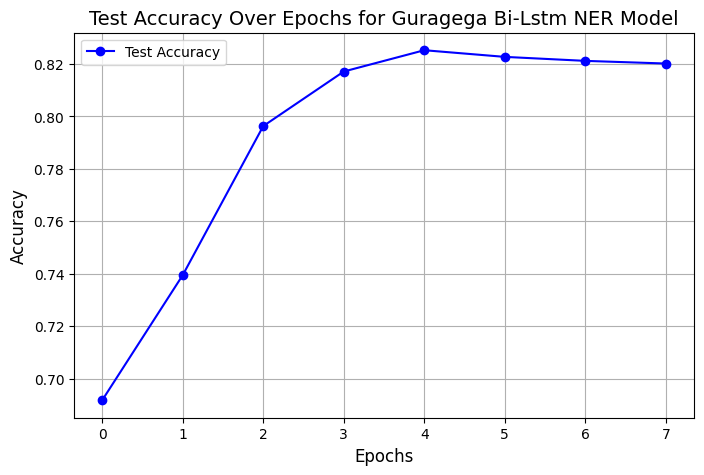 Test Accuracy Over Epochs for Guragega Bi-Lstm NER Model
Test Accuracy
0.82
0.80
0.78
0.76
0.74
0.72
0.70
Accuracy
0 1 2 3 4 5 6 7
Epochs